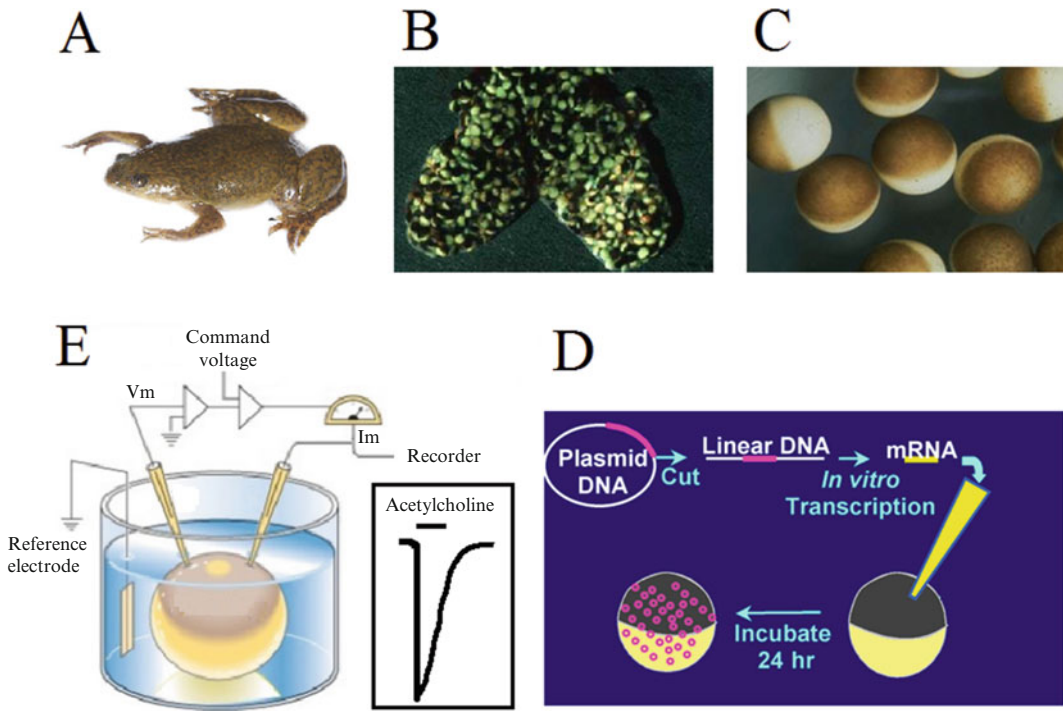 A
B
C
E
Command
voltage
Vm
Im
Recorder
Reference
electrode
Acetylcholine
D
Plasmid
DNA
Cut
Linear DNA
In vitro
Transcription
mRNA
Incubate
24 hr